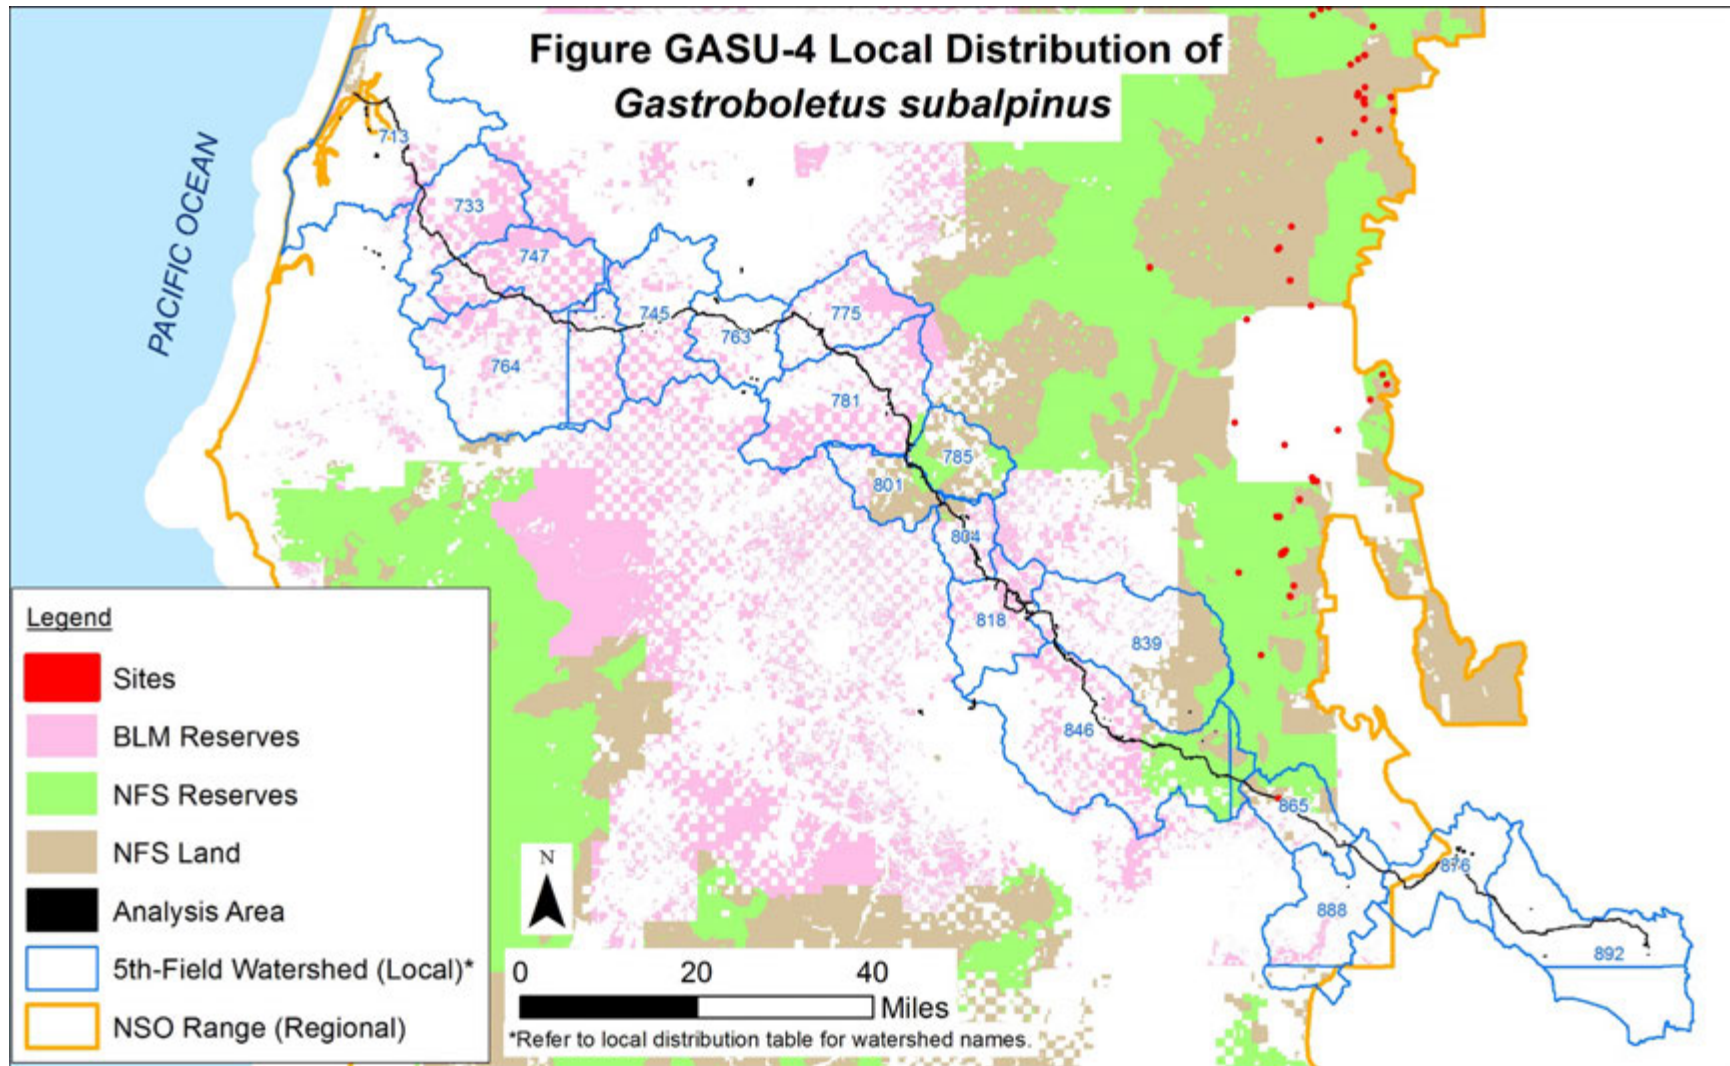 Figure GASU-4 Local Distribution of
Gastroboletus subalpinus
PACIFIC OCEAN
713
733
747
745
775
763
764
781
785
801
804
818
839
846
865
876
888
892
Legend
Sites
BLM Reserves
NFS Reserves
NFS Land
Analysis Area
5th-Field Watershed (Local)*
NSO Range (Regional)
N
0 20 40
Miles
*Refer to local distribution table for watershed names.